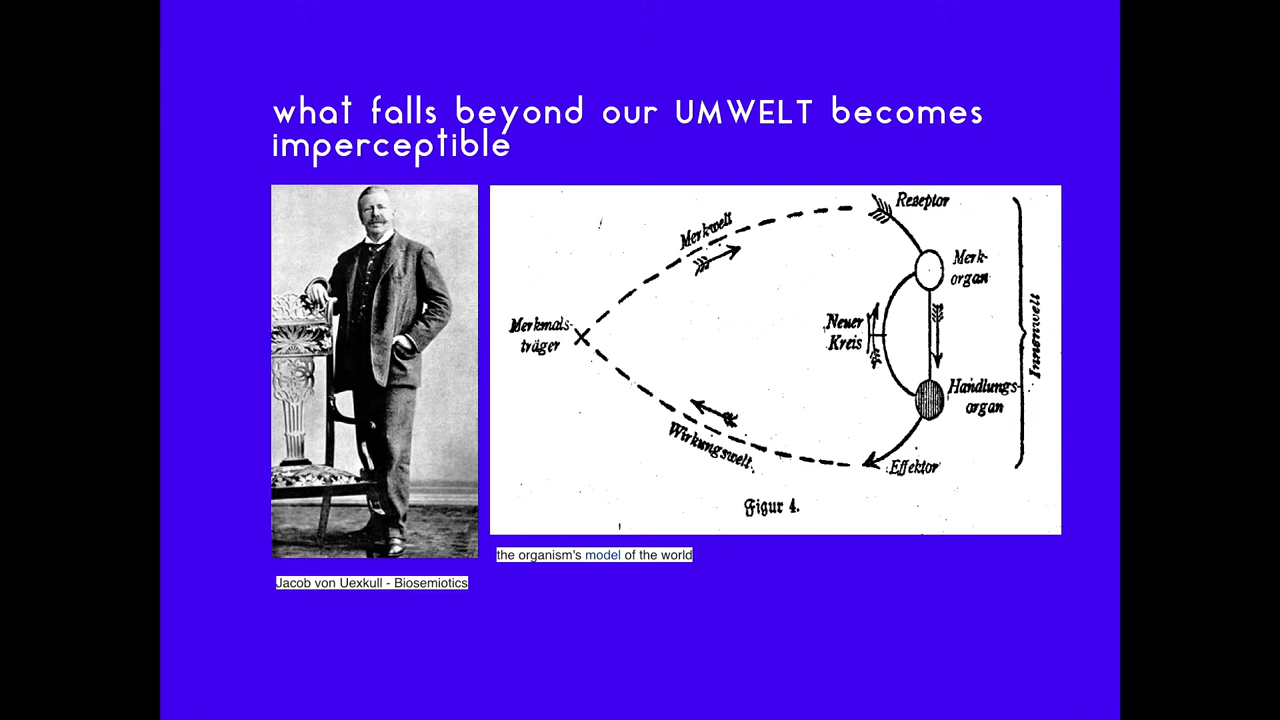 what falls beyond our UMWELT becomes
imperceptible
Rezeptor
Merkwelt
Merk-
organ
Merkmals-
träger
Neuer
Kreis
Innenwelt
Handlungs-
organ
Wirkungswelt.
Effektor
Figur 4.
the organism's model of the world
Jacob von Uexkull - Biosemiotics